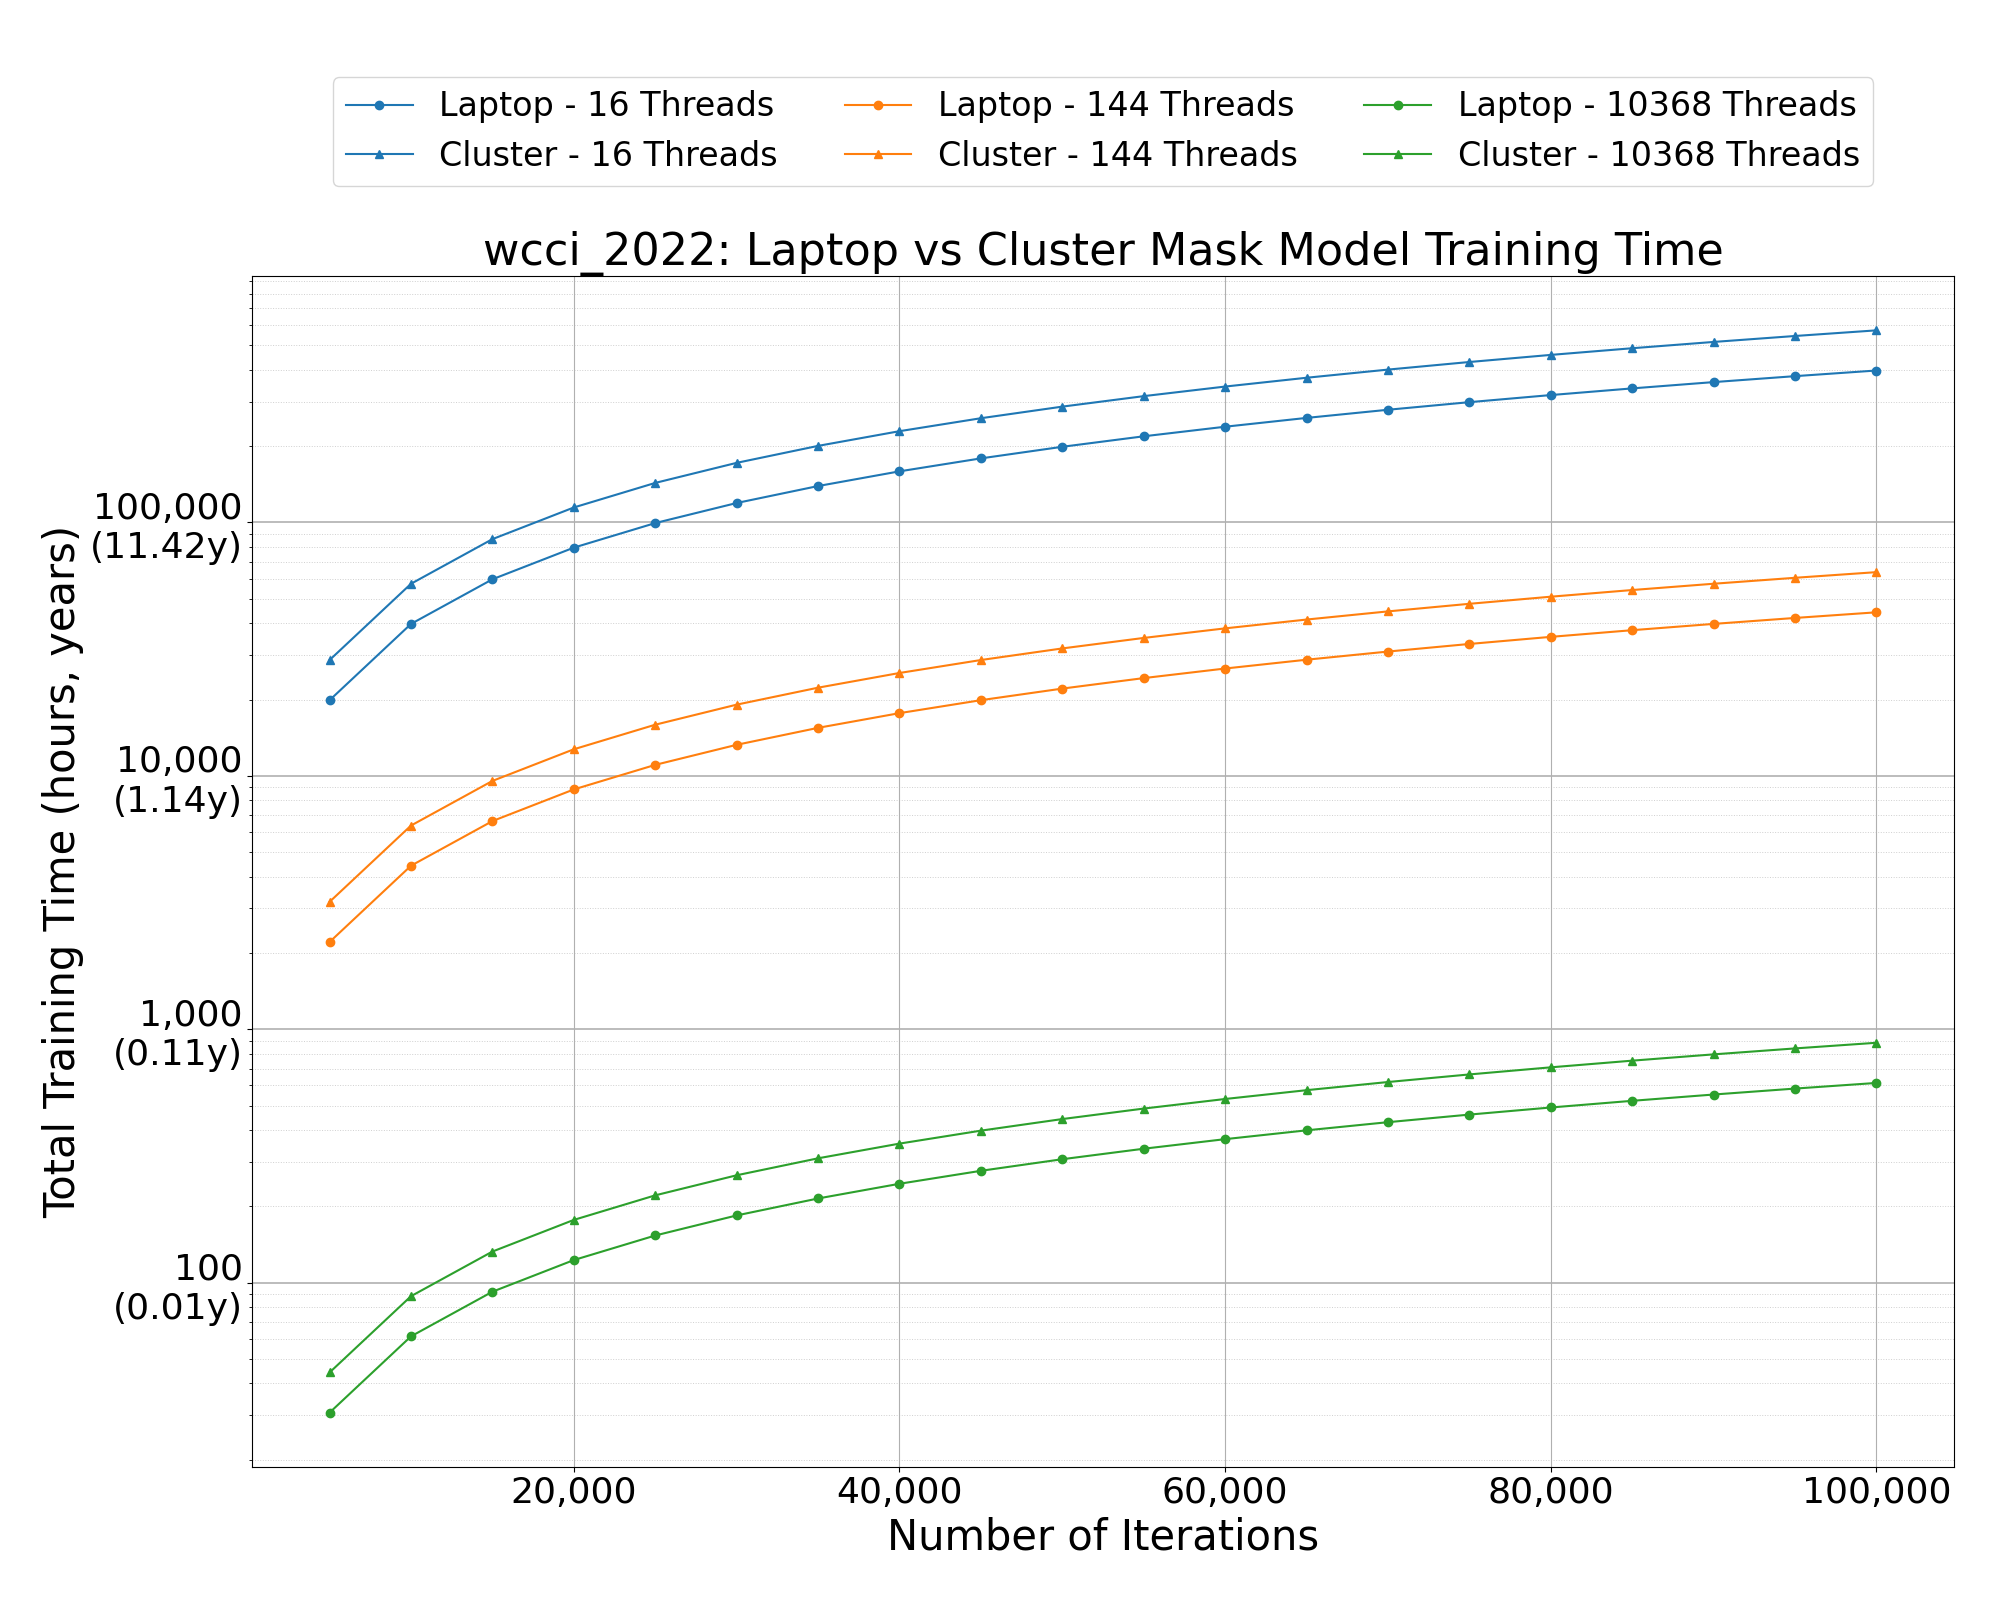 Laptop - 16 Threads
Cluster - 16 Threads
Laptop - 144 Threads
Cluster - 144 Threads
Laptop - 10368 Threads
Cluster - 10368 Threads
wcci_2022: Laptop vs Cluster Mask Model Training Time
Total Training Time (hours, years)
100,000
(11.42y)
10,000
(1.14y)
1,000
(0.11y)
100
(0.01y)
20,000
40,000
60,000
80,000
100,000
Number of Iterations